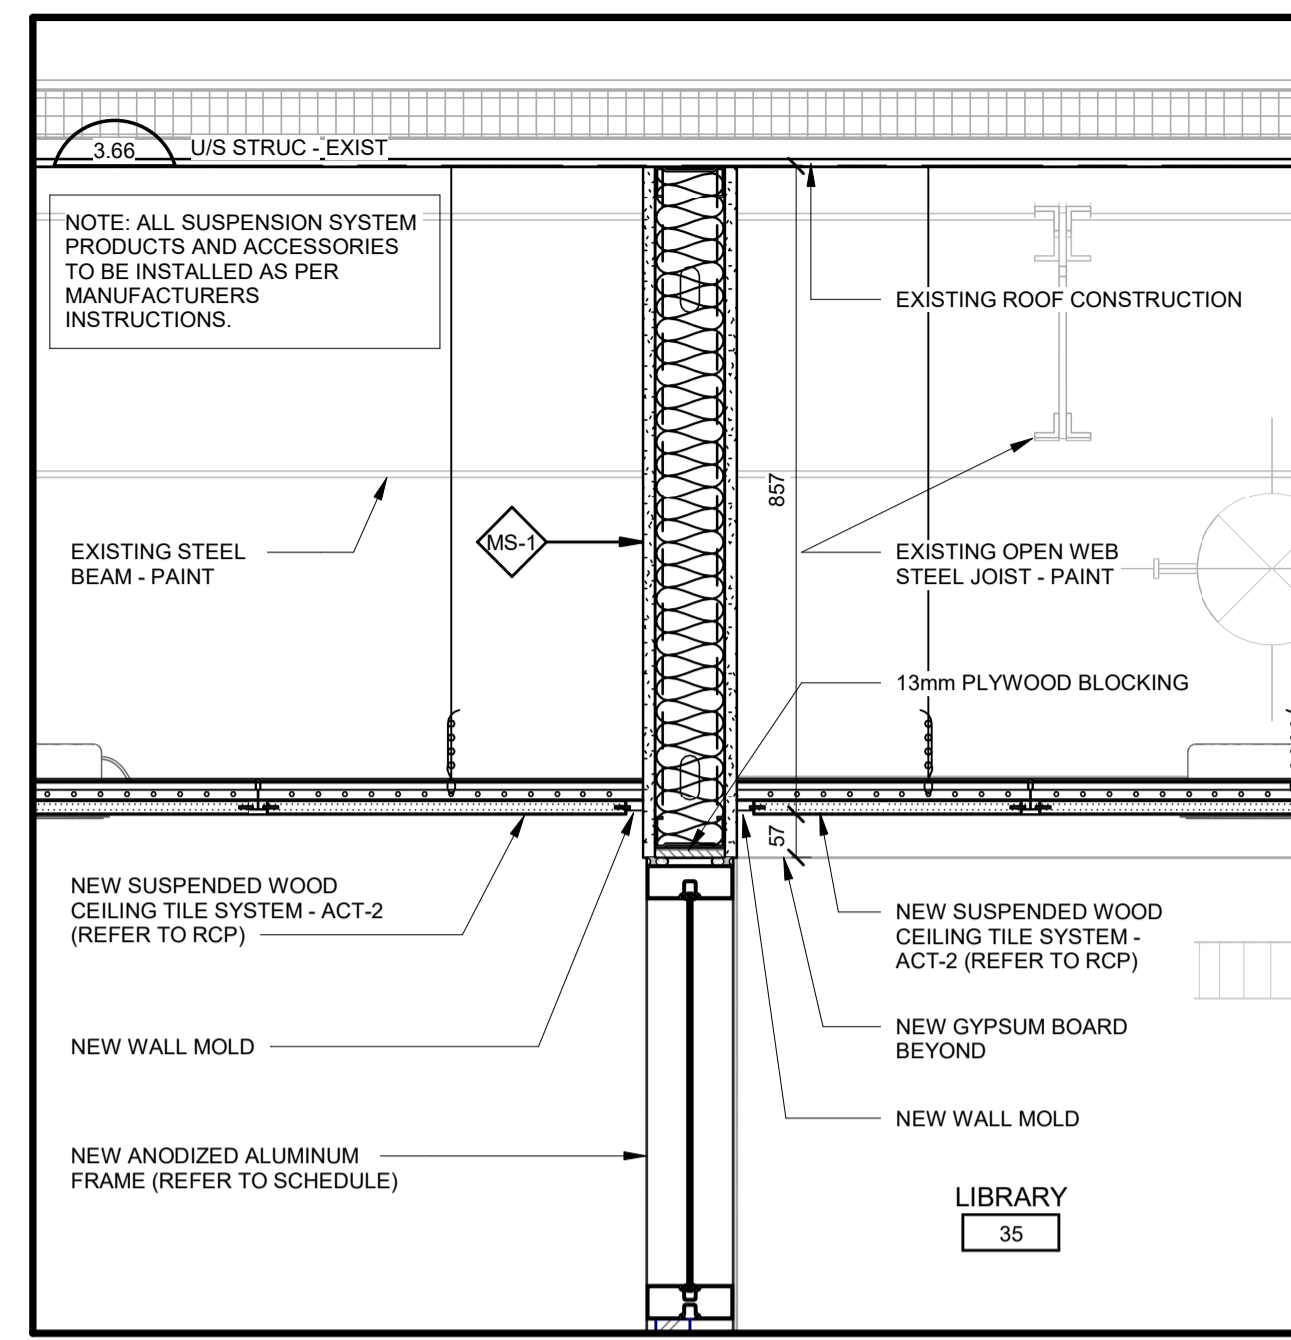 3.66
U/S STRUC - EXIST
NOTE: ALL SUSPENSION SYSTEM
PRODUCTS AND ACCESSORIES
TO BE INSTALLED AS PER
MANUFACTURERS
INSTRUCTIONS.
EXISTING ROOF CONSTRUCTION
857
MS-1
EXISTING STEEL
BEAM - PAINT
EXISTING OPEN WEB
STEEL JOIST - PAINT
13mm PLYWOOD BLOCKING
57
NEW SUSPENDED WOOD
CEILING TILE SYSTEM - ACT-2
(REFER TO RCP)
NEW SUSPENDED WOOD
CEILING TILE SYSTEM -
ACT-2 (REFER TO RCP)
NEW WALL MOLD
NEW GYPSUM BOARD
BEYOND
NEW WALL MOLD
NEW ANODIZED ALUMINUM
FRAME (REFER TO SCHEDULE)
LIBRARY
35